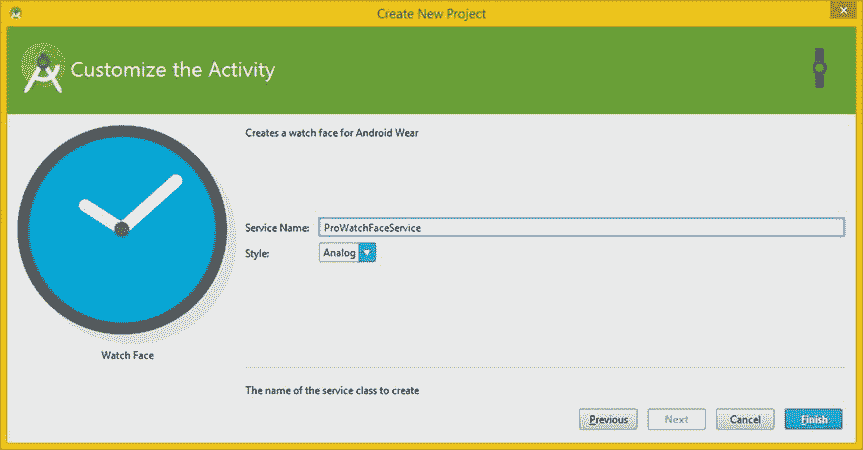 Create New Project
Customize the Activity
Creates a watch face for Android Wear
Service Name: ProWatchFaceService
Style: Analog
Watch Face
The name of the service class to create
Previous Next Cancel Finish